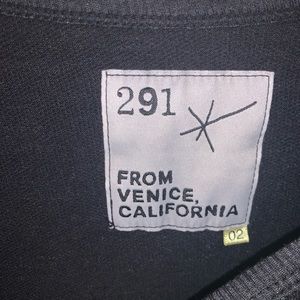 291
FROM
VENICE,
CALIFORNIA
02